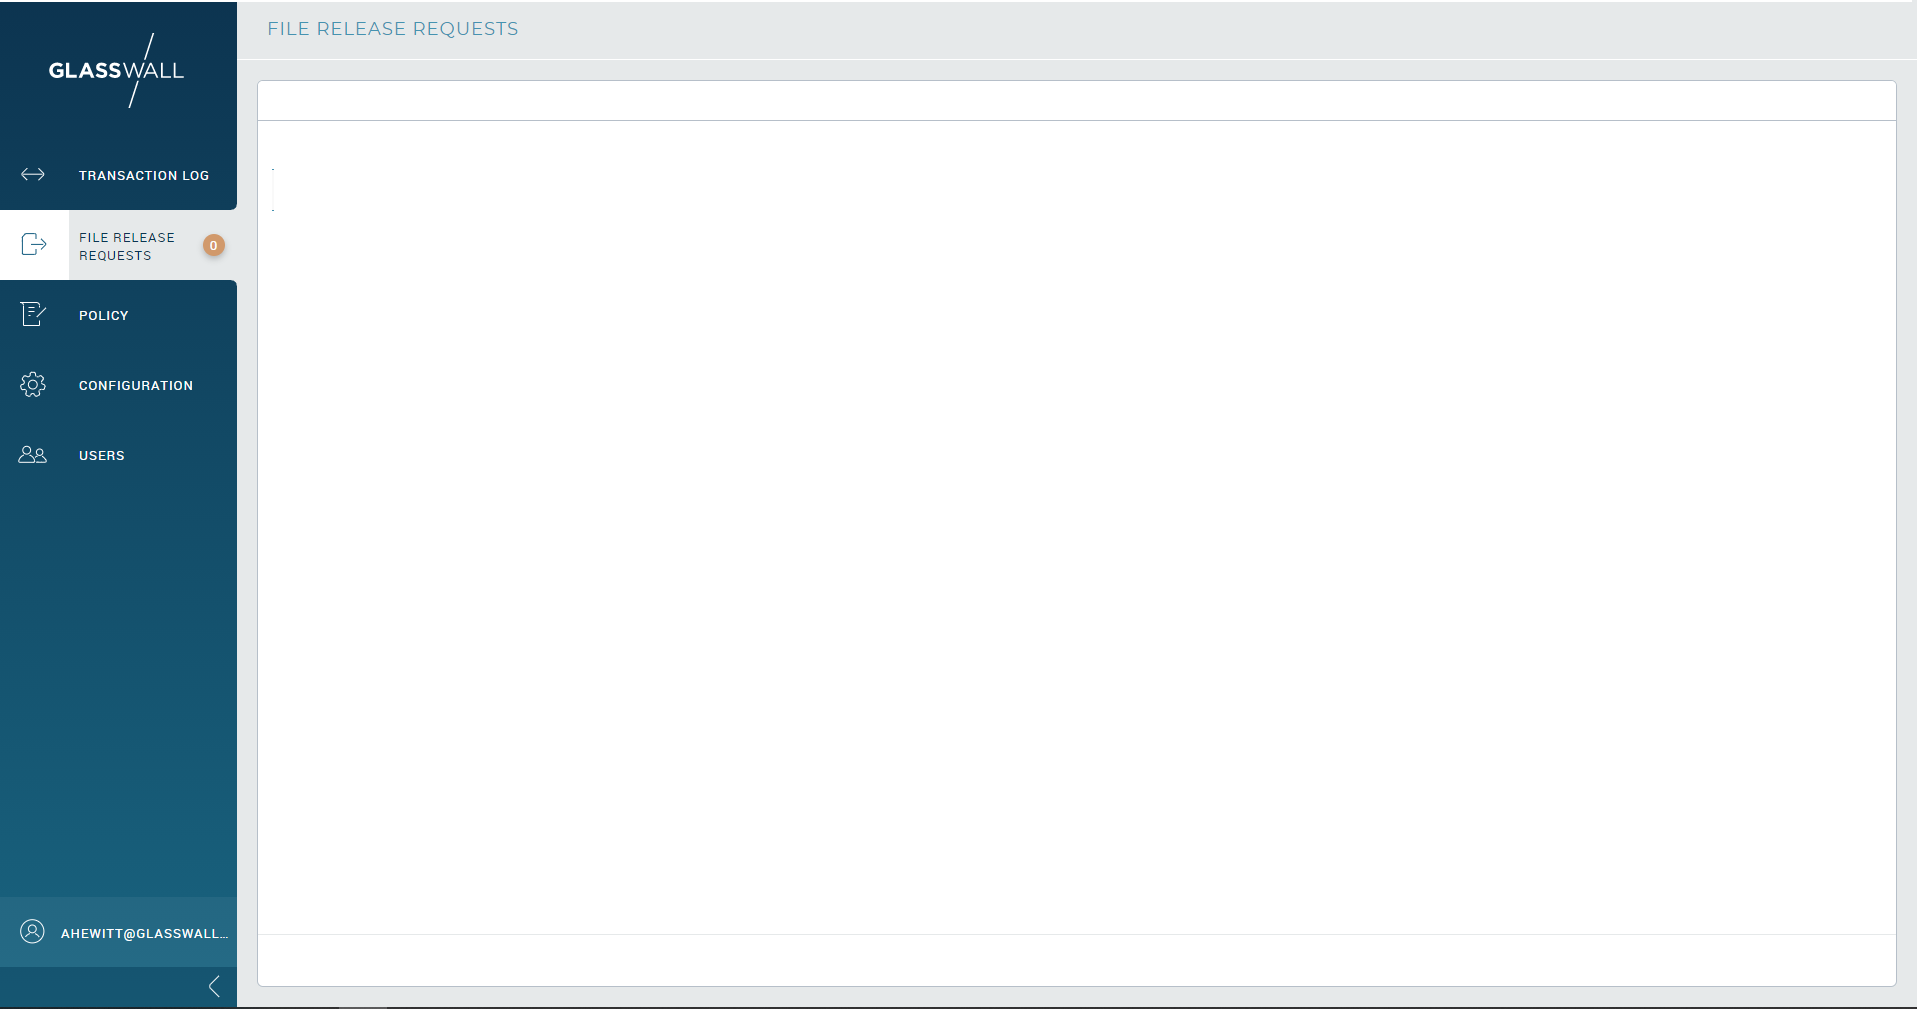 GLASSWALL
TRANSACTION LOG
FILE RELEASE
REQUESTS
0
POLICY
CONFIGURATION
USERS
AHEWITT@GLASSWALL...
FILE RELEASE REQUESTS